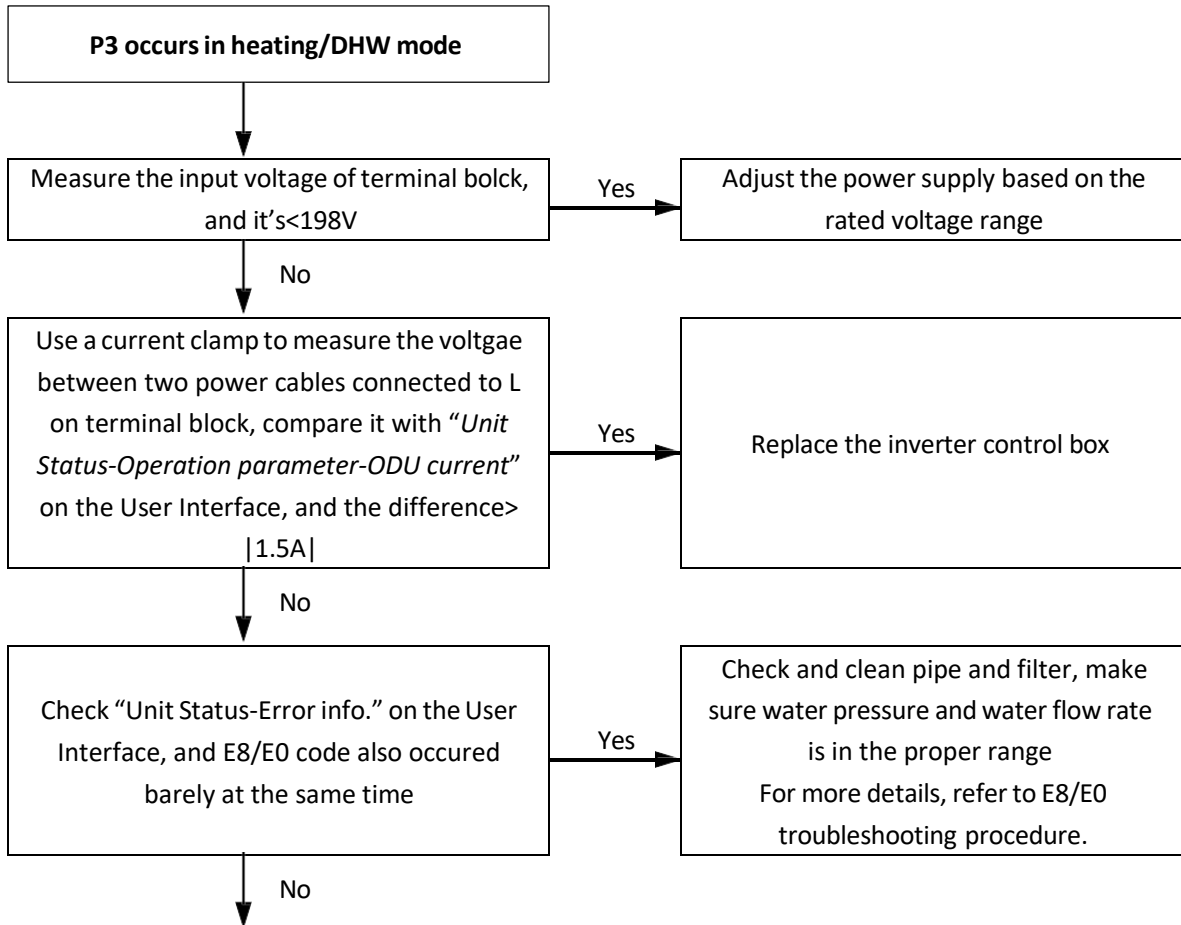 P3 occurs in heating/DHW mode
Measure the input voltage of terminal bolck,
and it's<198V
Yes
Adjust the power supply based on the
rated voltage range
No
Use a current clamp to measure the voltgae
between two power cables connected to L
on terminal block, compare it with “Unit
Status-Operation parameter-ODU current”
on the User Interface, and the difference>
|1.5A|
Yes
Replace the inverter control box
No
Check “Unit Status-Error info.” on the User
Interface, and E8/E0 code also occured
barely at the same time
Yes
Check and clean pipe and filter, make
sure water pressure and water flow rate
is in the proper range
For more details, refer to E8/E0
troubleshooting procedure.
No